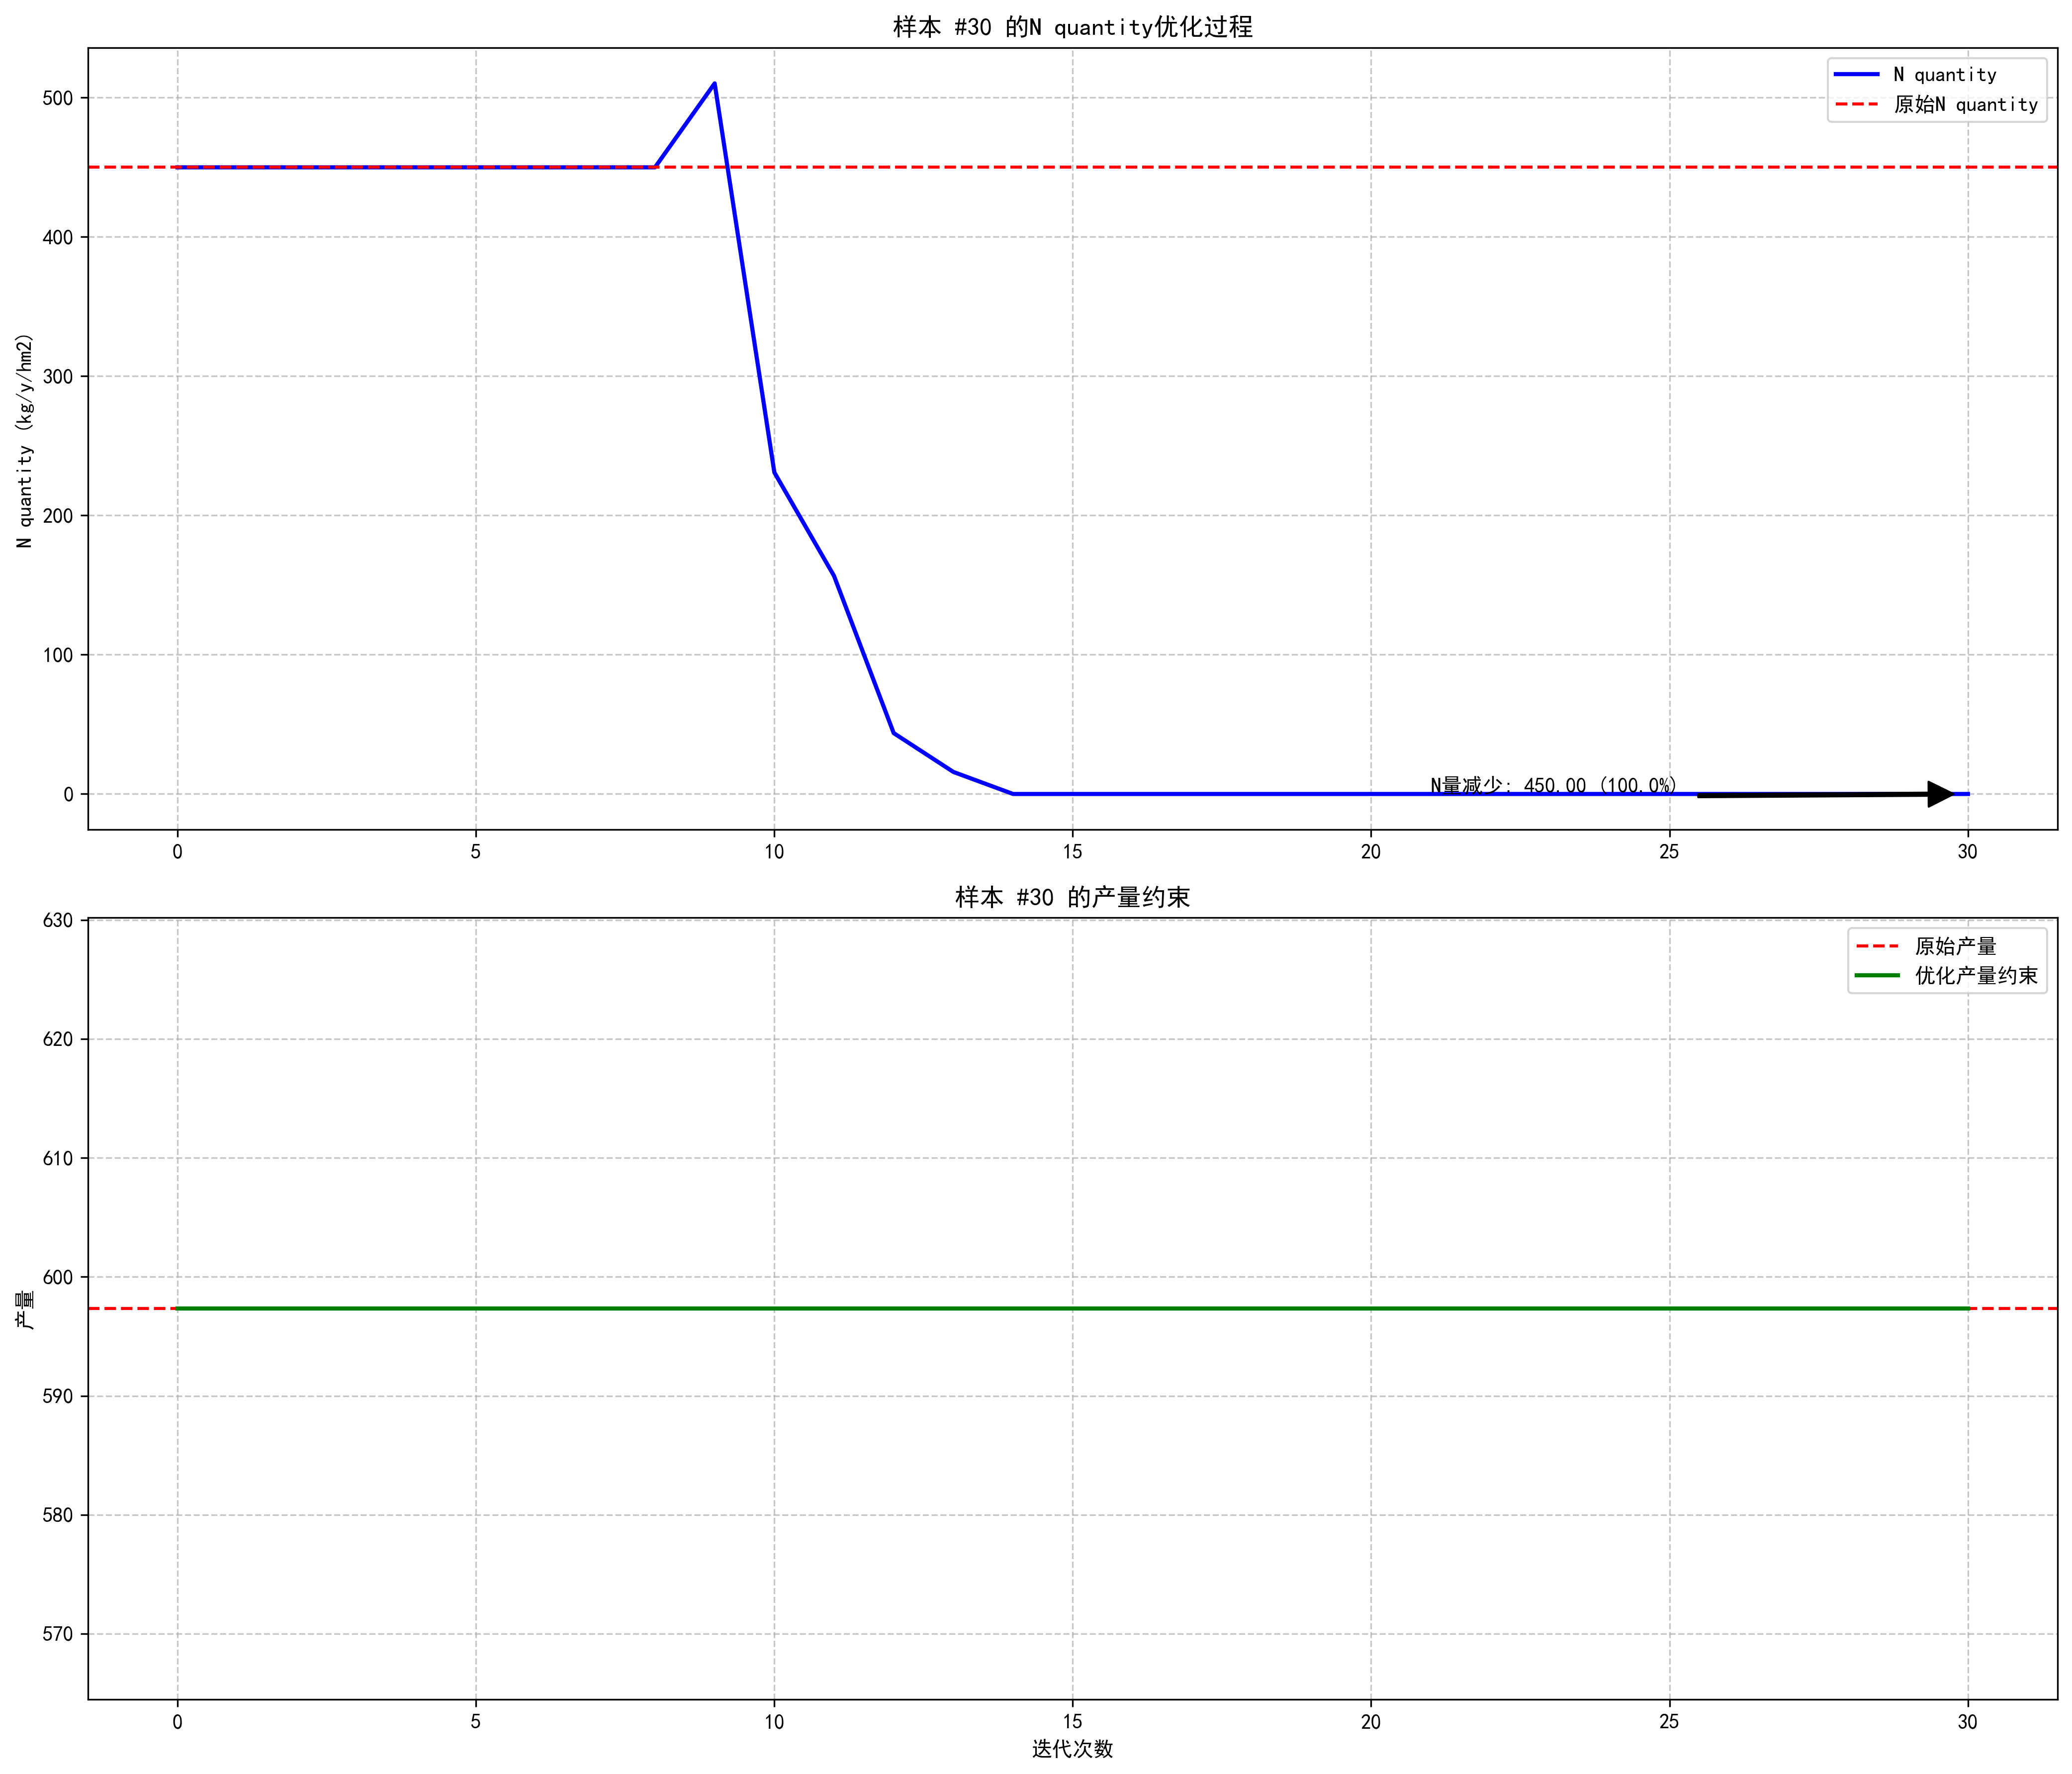 样本 #30 的N quantity优化过程
N quantity
原始N quantity
N quantity (kg/y/hm2)
500
400
300
200
100
0
N量减少: 450.00 (100.0%)
0 5 10 15 20 25 30
样本 #30 的产量约束
原始产量
优化产量约束
产量
630
620
610
600
590
580
570
0 5 10 15 20 25 30
迭代次数